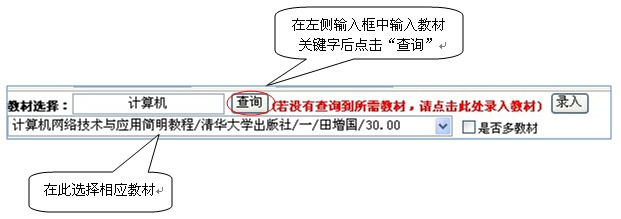 在左侧输入框中输入教材
关键字后点击“查询”
教材选择： 计算机 查询 (若没有查询到所需教材，请点击此处录入教材) 录入
计算机网络技术与应用简明教程/清华大学出版社/一/田增国/30.00 是否多教材
在此选择相应教材